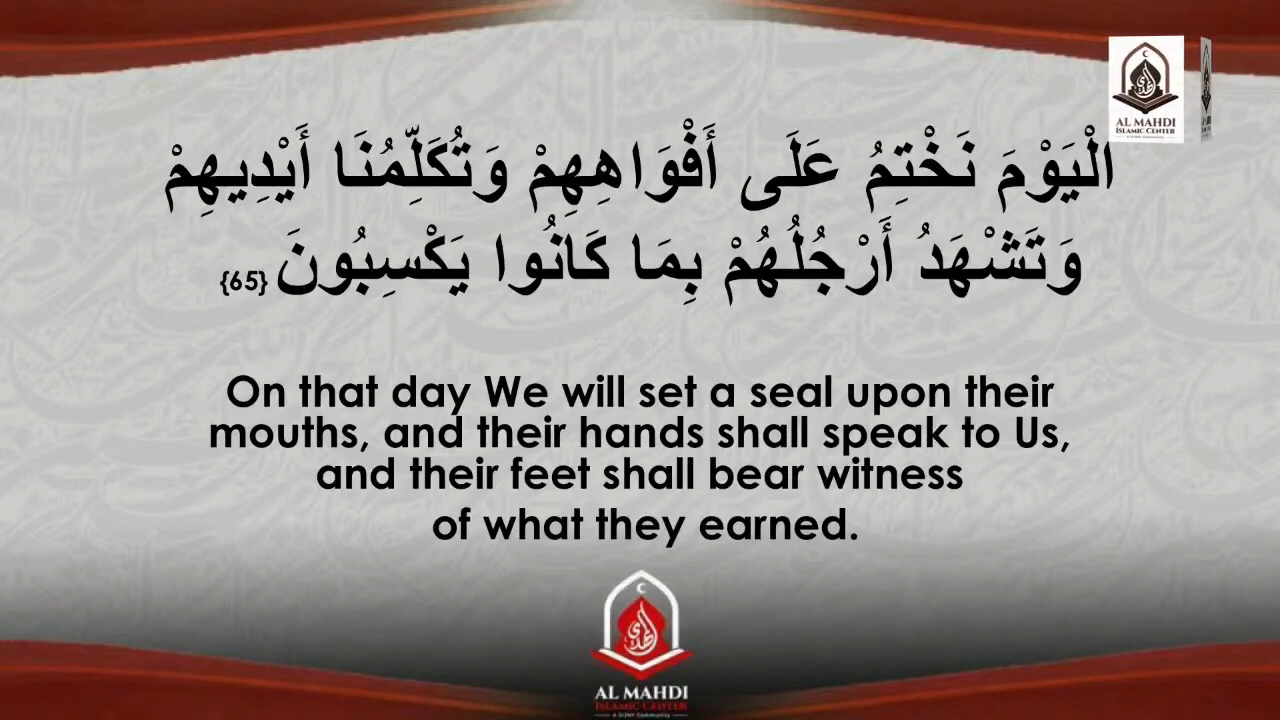 AL MAHDI
ISLAMIC CENTER
الْيَوْمَ نَخْتِمُ عَلَى أَفْوَاهِهِمْ وَتُكَلِّمُنَا أَيْدِيهِمْ
وَتَشْهَدُ أَرْجُلُهُمْ بِمَا كَانُوا يَكْسِبُونَ {65}
On that day We will set a seal upon their
mouths, and their hands shall speak to Us,
and their feet shall bear witness
of what they earned.
المهدي
AL MAHDI
ISLAMIC CENTER